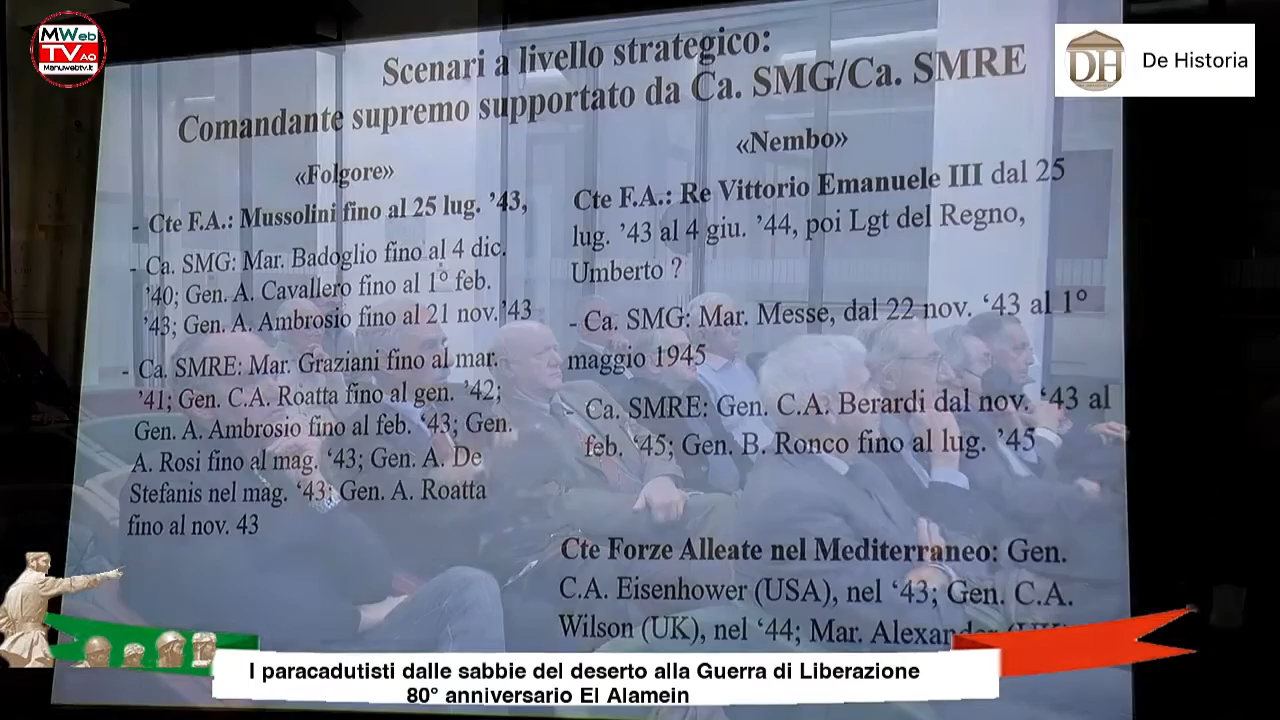 MWeb
TV AQ
Manuwebtv.it
DH
De Historia
Scenari a livello strategico:
Comandante supremo supportato da Ca. SMG/Ca. SMRE
«Folgore»
- Cte F.A.: Mussolini fino al 25 lug. ’43,
- Ca. SMG: Mar. Badoglio fino al 4 dic.
’40; Gen. A. Cavallero fino al 1° feb.
’43; Gen. A. Ambrosio fino al 21 nov.’43
- Ca. SMRE: Mar. Graziani fino al mar.
’41; Gen. C.A. Roatta fino al gen. ’42;
Gen. A. Ambrosio fino al feb. ‘43; Gen.
A. Rosi fino al mag. ‘43; Gen. A. De
Stefanis nel mag. ‘43; Gen. A. Roatta
fino al nov. 43
«Nembo»
Cte F.A.: Re Vittorio Emanuele III dal 25
lug. ’43 al 4 giu. ’44, poi Lgt del Regno,
Umberto ?
- Ca. SMG: Mar. Messe, dal 22 nov. ‘43 al 1°
maggio 1945
- Ca. SMRE: Gen. C.A. Berardi dal nov. ‘43 al
feb. ‘45; Gen. B. Ronco fino al lug. ’45
Cte Forze Alleate nel Mediterraneo: Gen.
C.A. Eisenhower (USA), nel ‘43; Gen. C.A.
Wilson (UK), nel ‘44; Mar.
I paracadutisti dalle sabbie del deserto alla Guerra di Liberazione
80° anniversario El Alamein